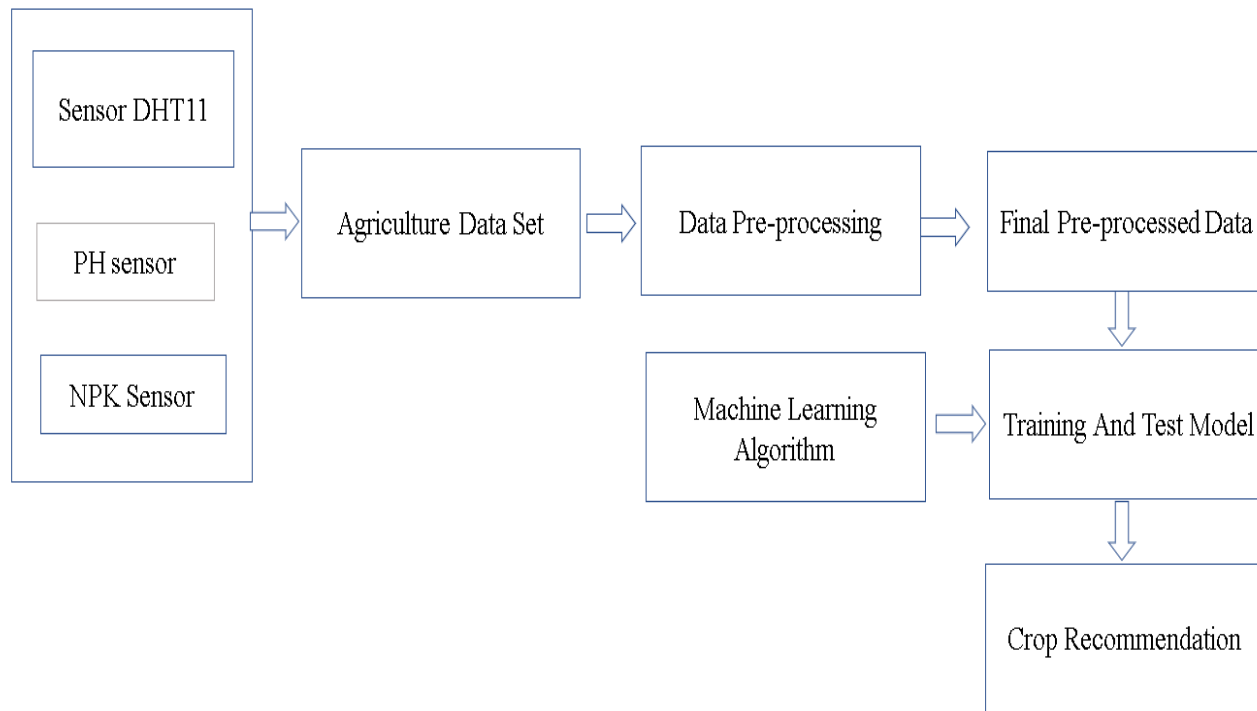 Sensor DHT11
PH sensor
NPK Sensor
Agriculture Data Set
Data Pre-processing
Final Pre-processed Data
Machine Learning
Algorithm
Training And Test Model
Crop Recommendation